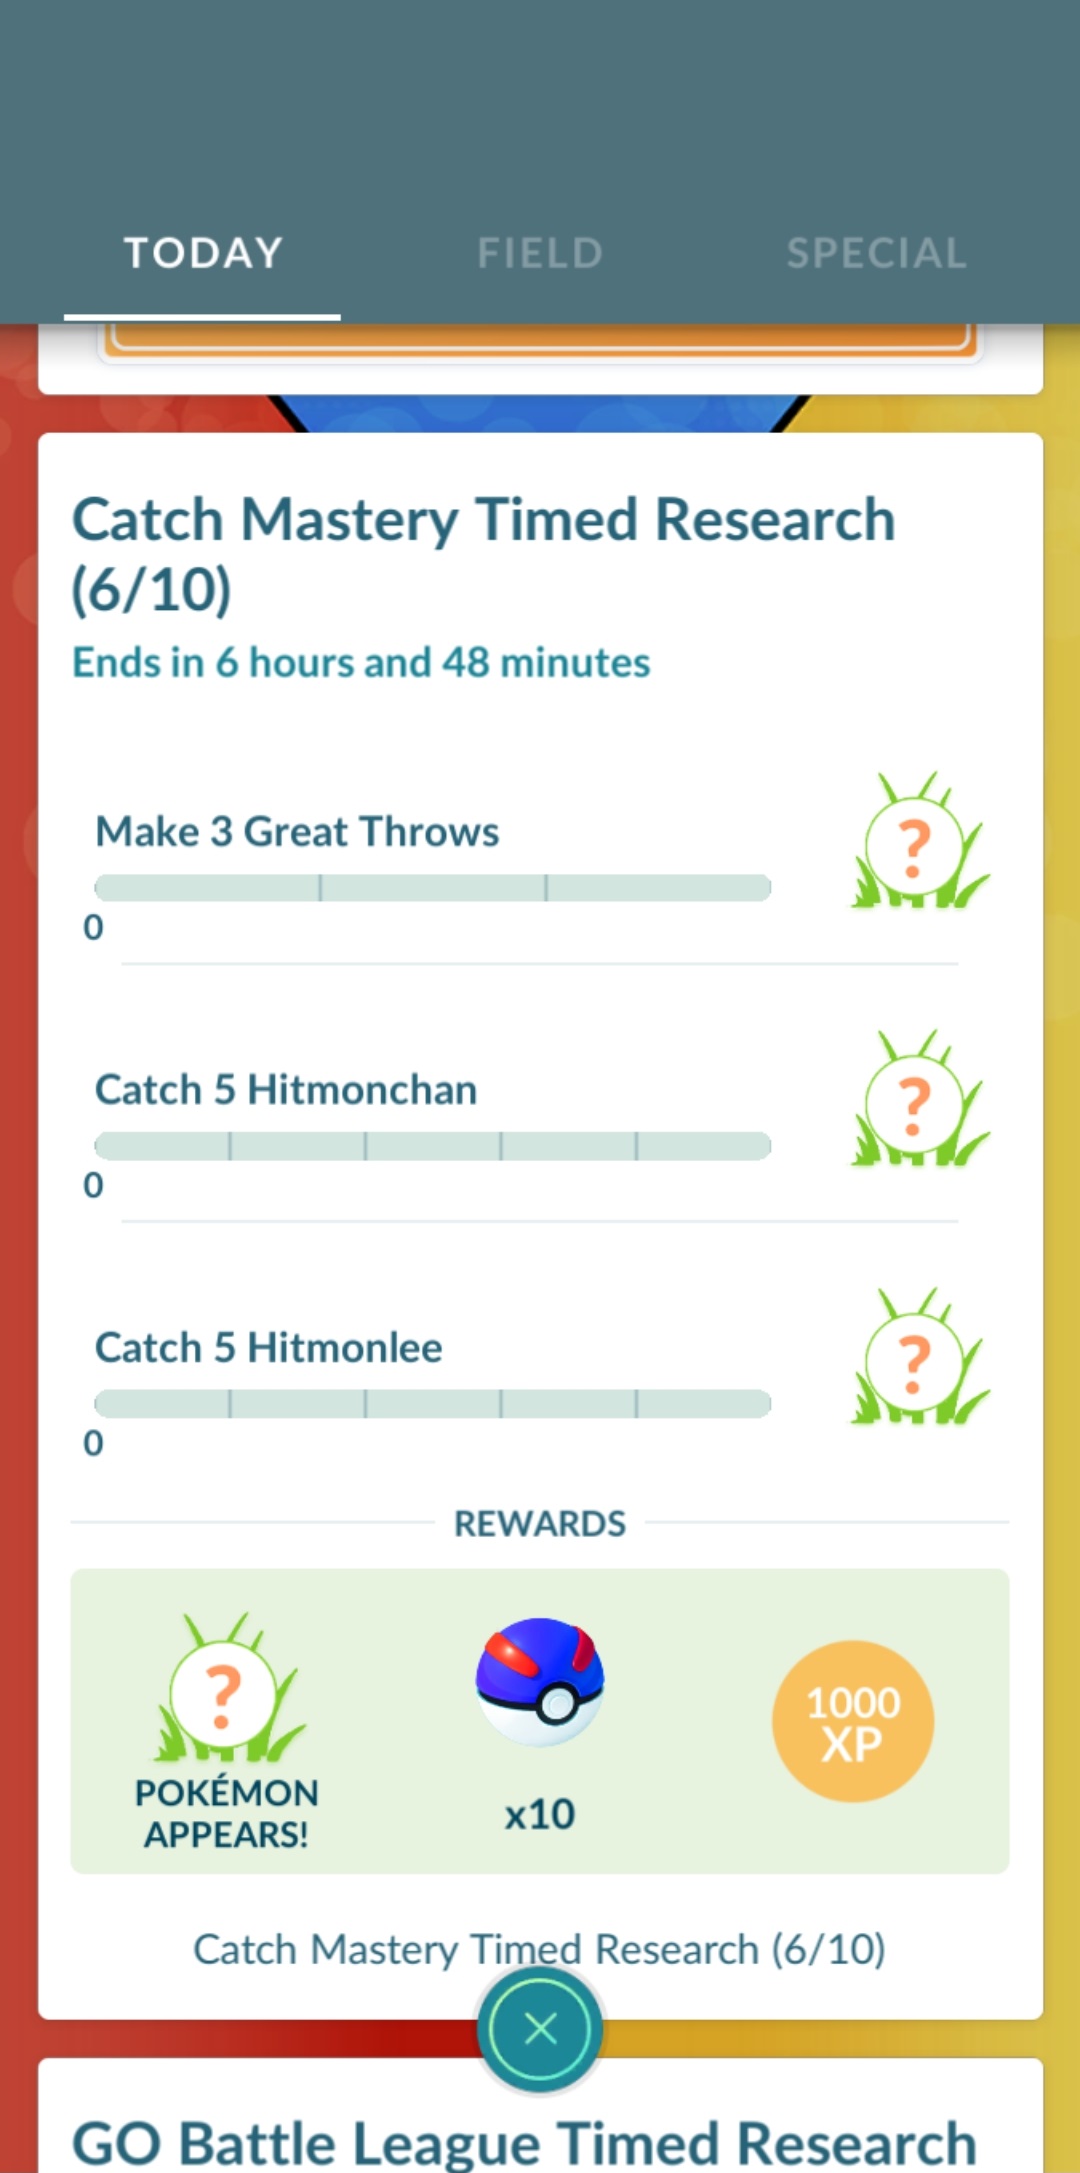 TODAY
FIELD
SPECIAL
Catch Mastery Timed Research
(6/10)
Ends in 6 hours and 48 minutes
Make 3 Great Throws
?
0
Catch 5 Hitmonchan
?
0
Catch 5 Hitmonlee
?
0
REWARDS
?
POKÉMON
APPEARS!
x10
1000
XP
Catch Mastery Timed Research (6/10)
GO Battle League Timed Research